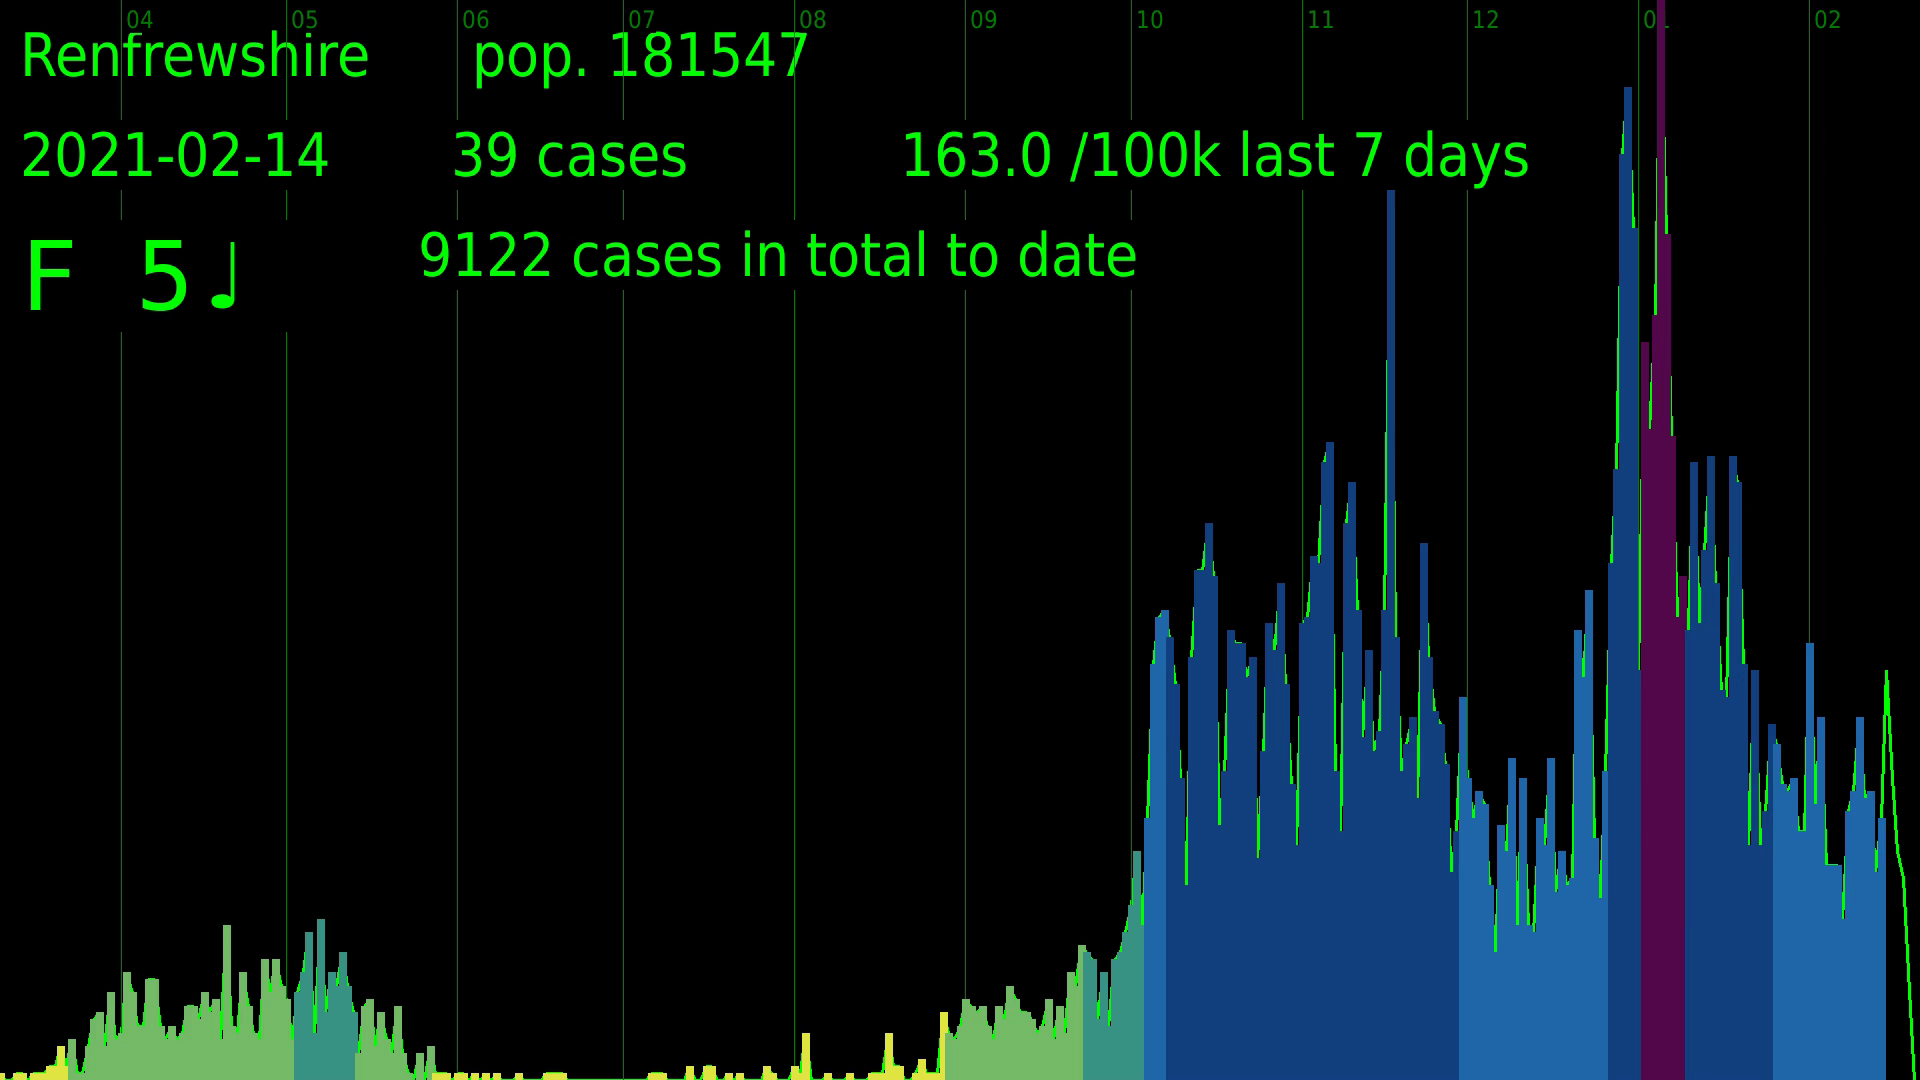 04 05 06 07 08 09 10 11 12 01 02
Renfrewshire pop. 181547
2021-02-14 39 cases 163.0 /100k last 7 days
F 5♩ 9122 cases in total to date